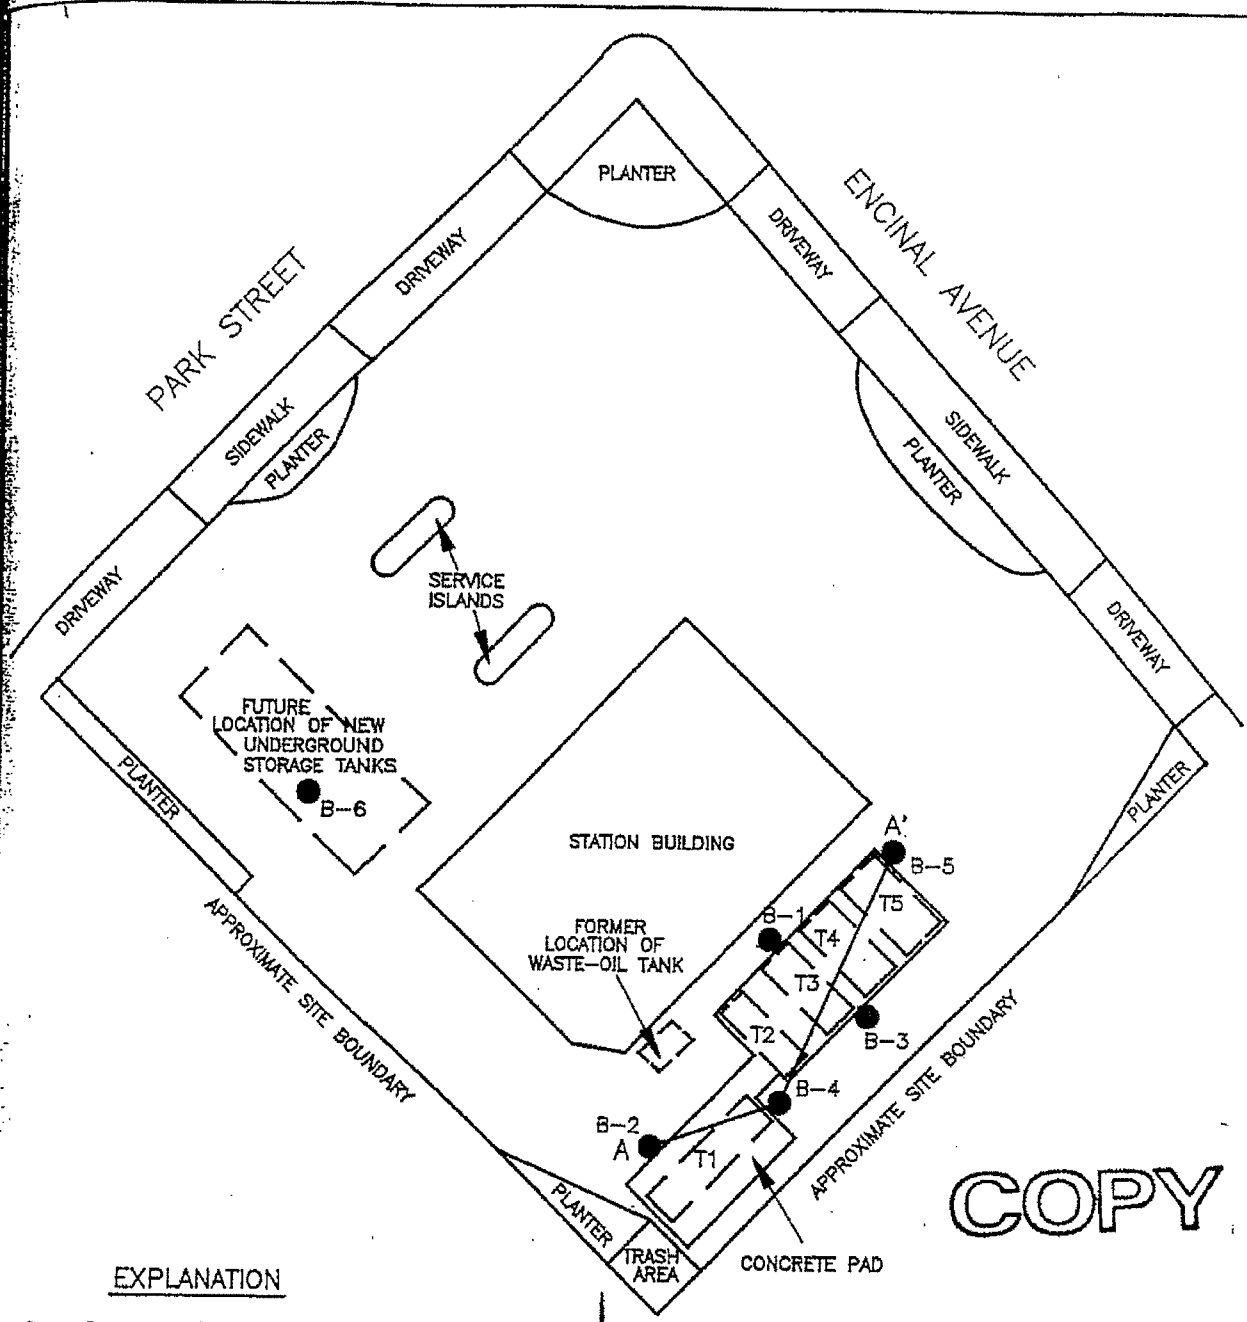 PLANTER
ENCINAL AVENUE
DRIVEWAY
DRIVEWAY
PARK STREET
SIDEWALK
PLANTER
SIDEWALK
PLANTER
SERVICE
ISLANDS
DRIVEWAY
DRIVEWAY
FUTURE
LOCATION OF NEW
UNDERGROUND
STORAGE TANKS
B-6
PLANTER
PLANTER
STATION BUILDING
A'
B-5
T5
B-1
T4
T3
T2
FORMER
LOCATION OF
WASTE-OIL TANK
B-3
APPROXIMATE SITE BOUNDARY
APPROXIMATE SITE BOUNDARY
B-4
B-2
A
T1
PLANTER
TRASH
AREA
CONCRETE PAD
COPY
EXPLANATION